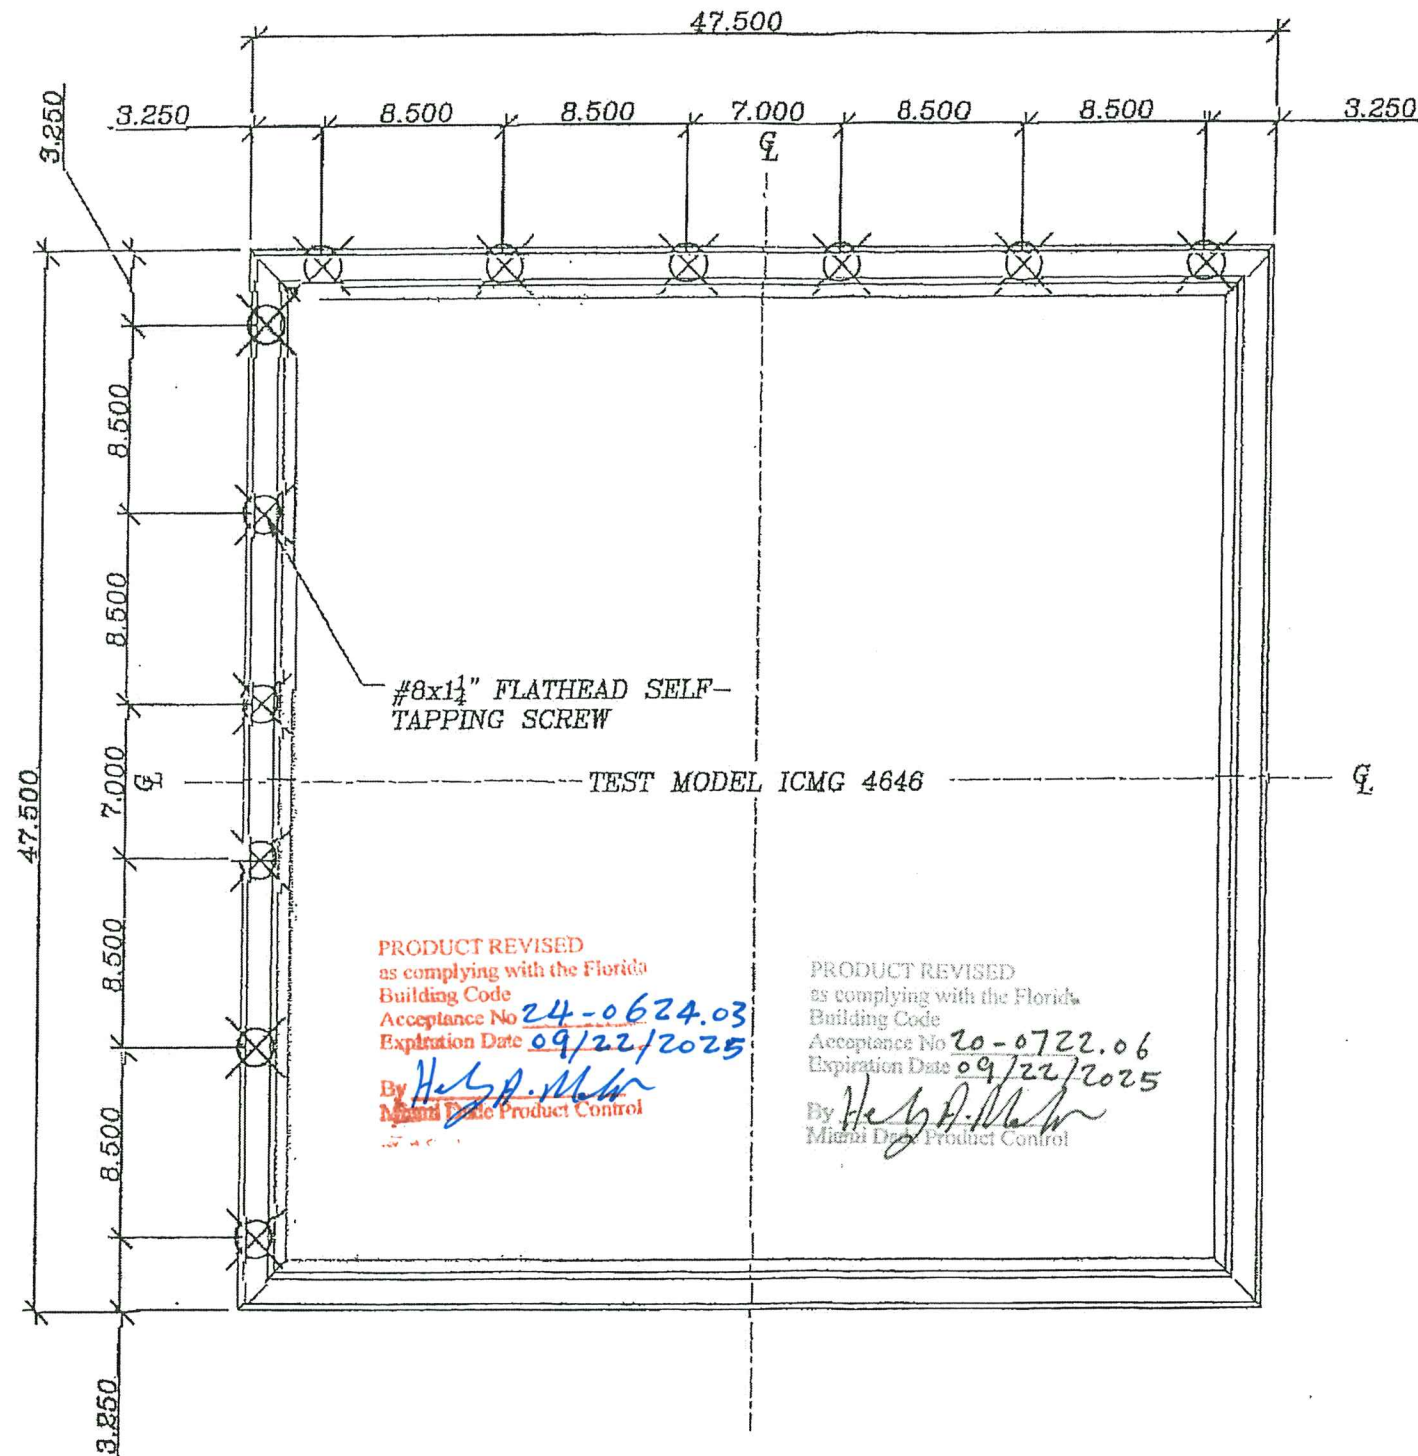 47.500
3.250 8.500 8.500 7.000 8.500 8.500 3.250
3.250
8.500
8.500
7.000
8.500
8.500
3.250
47.500
#8x1¼" FLATHEAD SELF-
TAPPING SCREW
TEST MODEL ICMG 4646
PRODUCT REVISED
as complying with the Florida
Building Code
Acceptance No 24-0624.03
Expiration Date 09/22/2025
By
Miami Dade Product Control
PRODUCT REVISED
as complying with the Florida
Building Code
Acceptance No 20-0722.06
Expiration Date 09/22/2025
By
Miami Dade Product Control